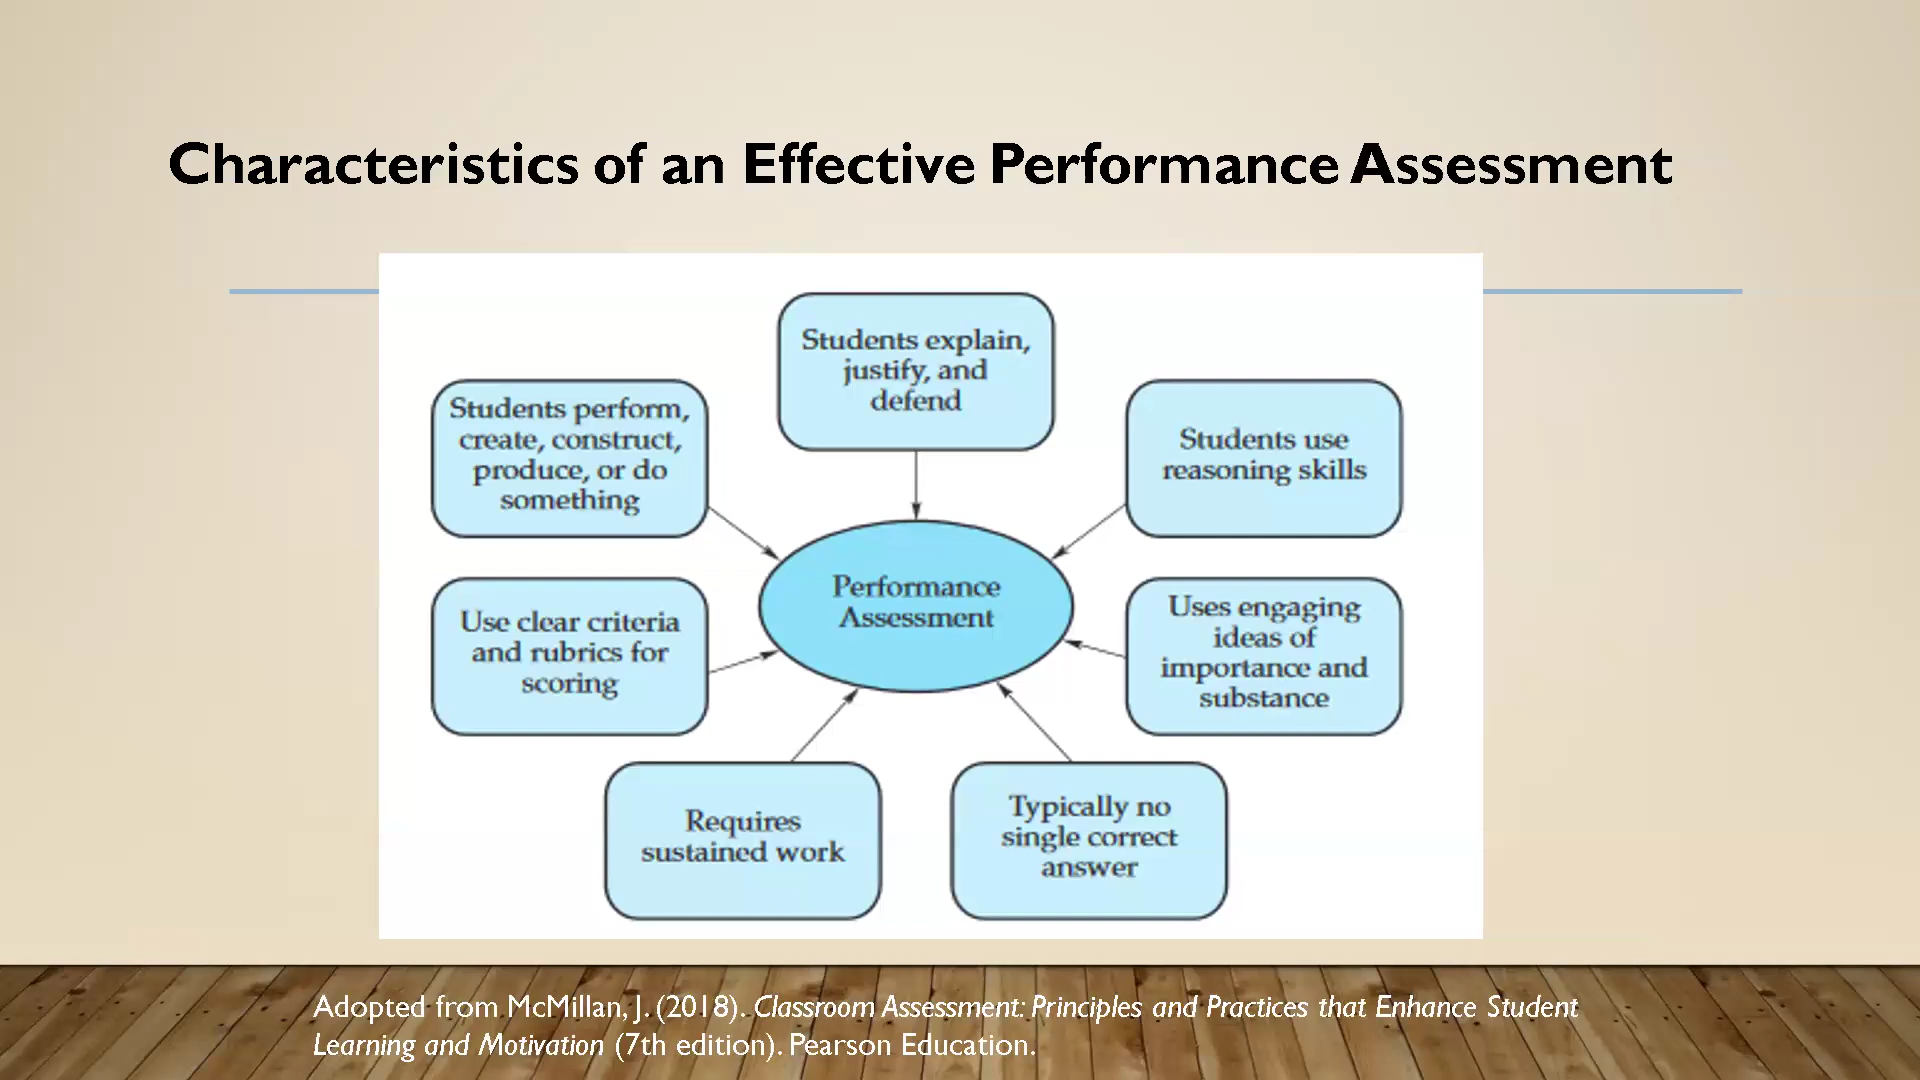 Characteristics of an Effective Performance Assessment
Students explain,
justify, and
defend
Students perform,
create, construct,
produce, or do
something
Students use
reasoning skills
Performance
Assessment
Use clear criteria
and rubrics for
scoring
Uses engaging
ideas of
importance and
substance
Requires
sustained work
Typically no
single correct
answer
Adopted from McMillan, J. (2018). Classroom Assessment: Principles and Practices that Enhance Student
Learning and Motivation (7th edition). Pearson Education.